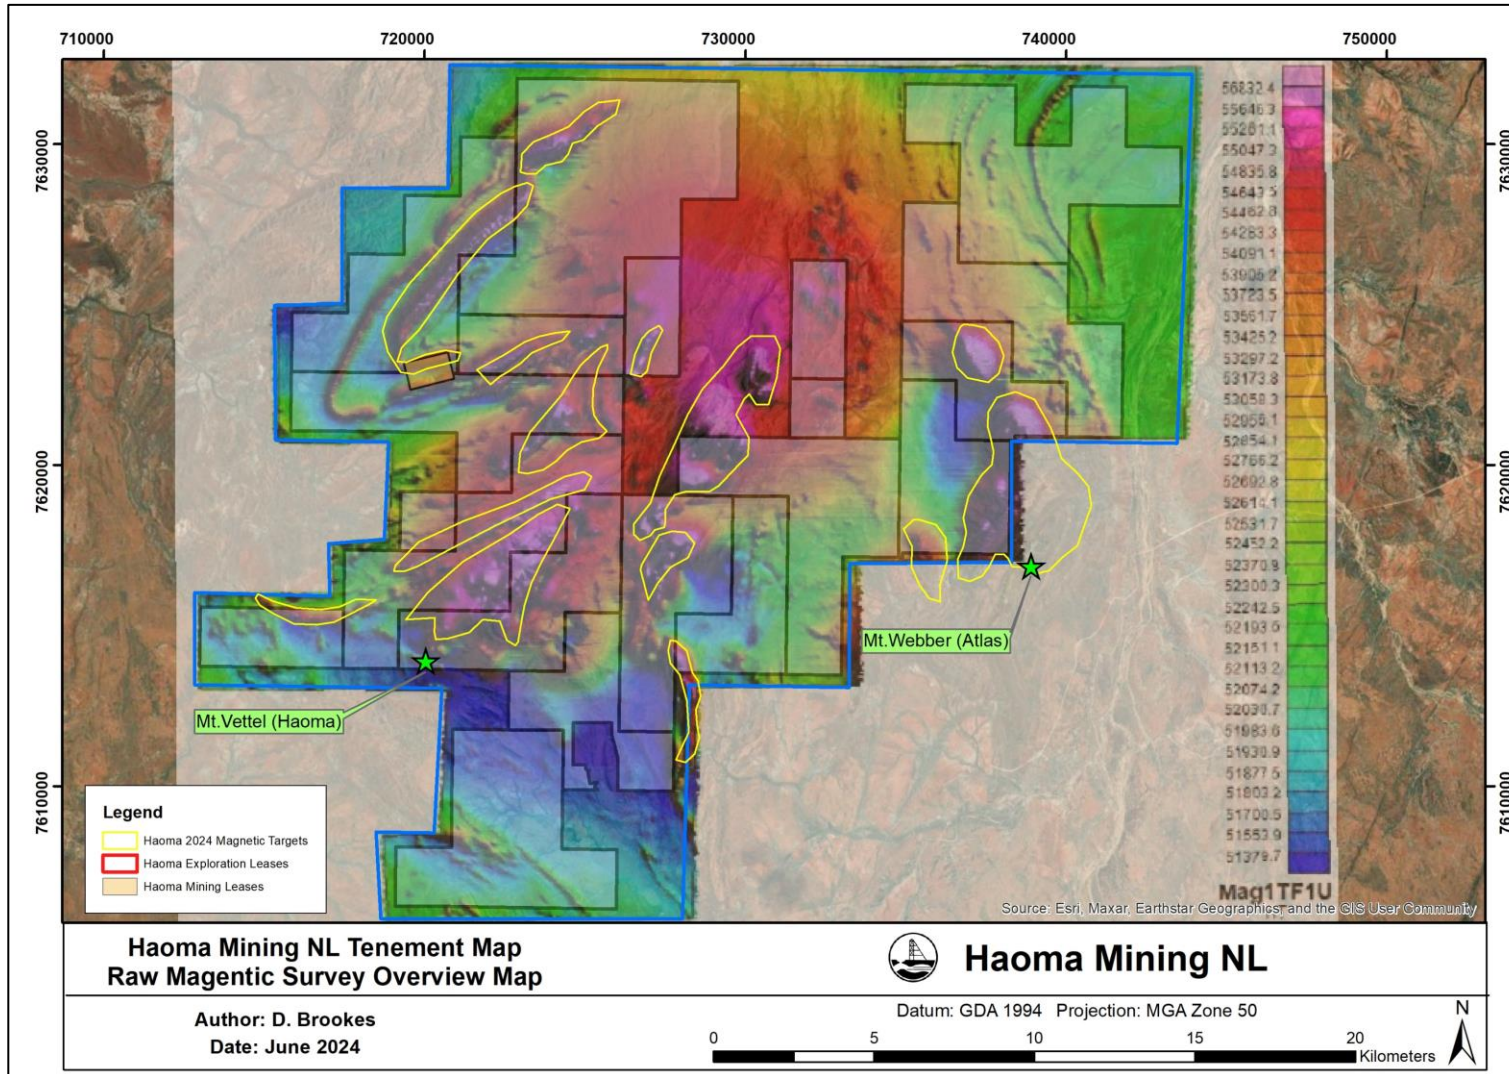 710000
720000
730000
740000
750000
7630000
7630000
7620000
7620000
7610000
7610000
56832.4
55646.3
55261.1
55047.3
54835.8
54643.5
54462.8
54283.3
54091.1
53905.2
53723.5
53561.7
53425.2
53297.2
53173.8
53058.3
52956.1
52854.1
52766.2
52692.8
52614.1
52531.7
52452.2
52370.9
52300.3
52242.5
52193.0
52151.1
52113.2
52074.2
52030.7
51983.6
51930.9
51877.5
51803.2
51700.5
51553.9
51379.7
Mag1TF1U
Mt.Webber (Atlas)
Mt.Vettel (Haoma)
Legend
Haoma 2024 Magnetic Targets
Haoma Exploration Leases
Haoma Mining Leases
Source: Esri, Maxar, Earthstar Geographics, and the GIS User Community
Haoma Mining NL Tenement Map
Raw Magentic Survey Overview Map
Haoma Mining NL
Author: D. Brookes
Date: June 2024
Datum: GDA 1994 Projection: MGA Zone 50
0 5 10 15 20
Kilometers
N